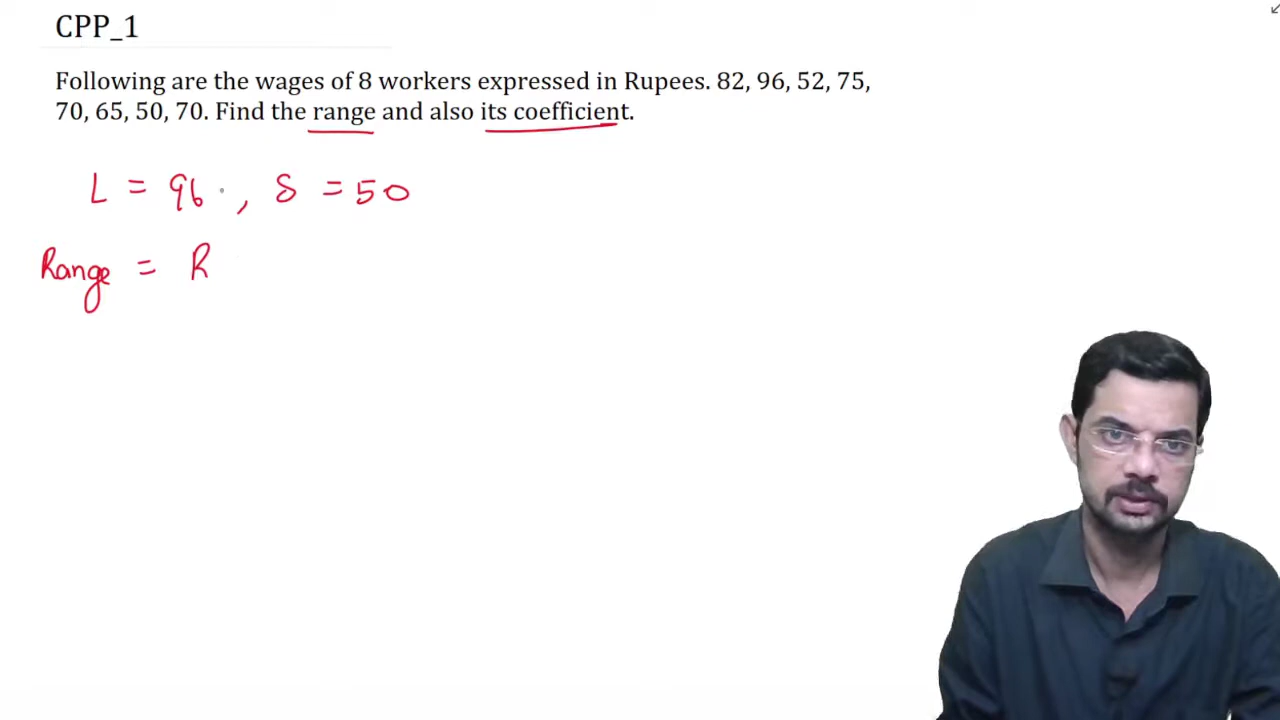 CPP_1
Following are the wages of 8 workers expressed in Rupees. 82, 96, 52, 75,
70, 65, 50, 70. Find the range and also its coefficient.
L = 96 , S = 50
Range = R